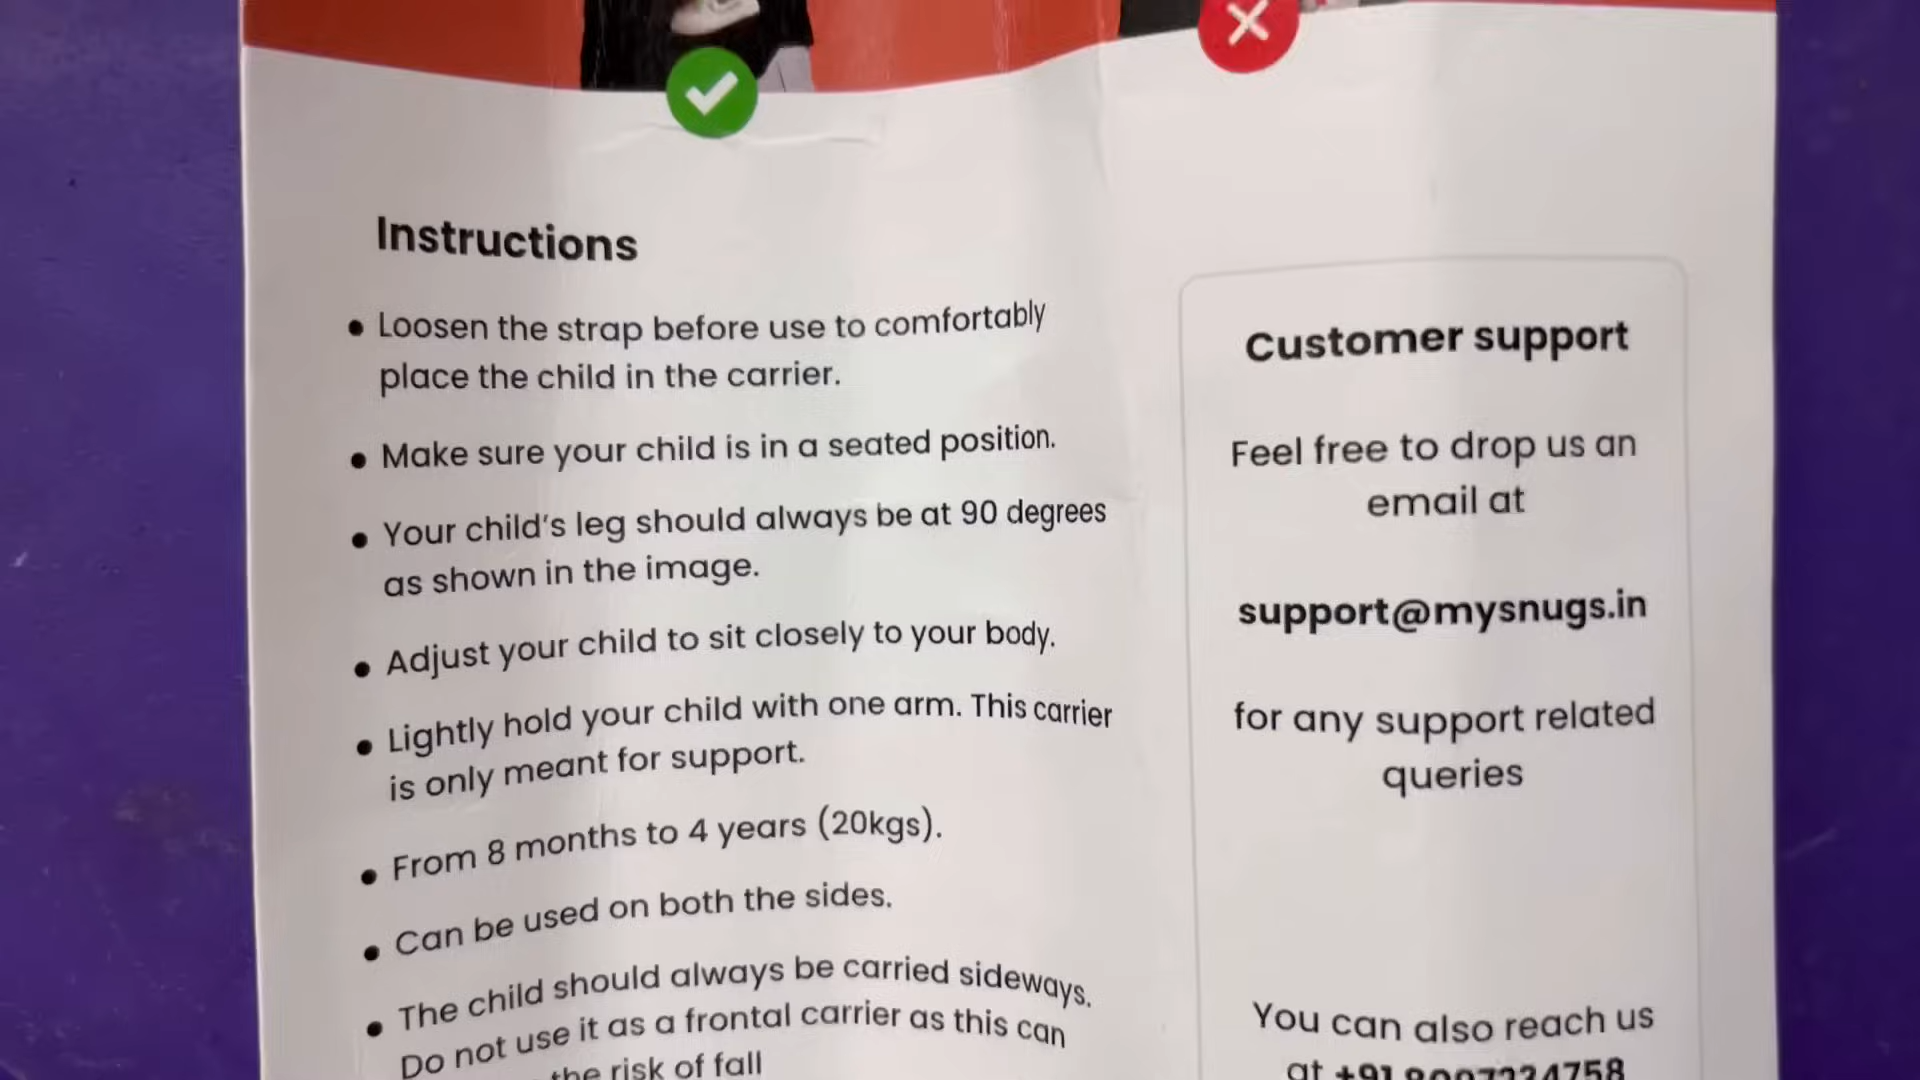 Instructions
• Loosen the strap before use to comfortably
place the child in the carrier.
• Make sure your child is in a seated position.
• Your child's leg should always be at 90 degrees
as shown in the image.
• Adjust your child to sit closely to your body.
• Lightly hold your child with one arm. This carrier
is only meant for support.
• From 8 months to 4 years (20kgs).
• Can be used on both the sides.
• The child should always be carried sideways.
Do not use it as a frontal carrier as this can
the risk of fall
Customer support
Feel free to drop us an
email at
support@mysnugs.in
for any support related
queries
You can also reach us
at +91